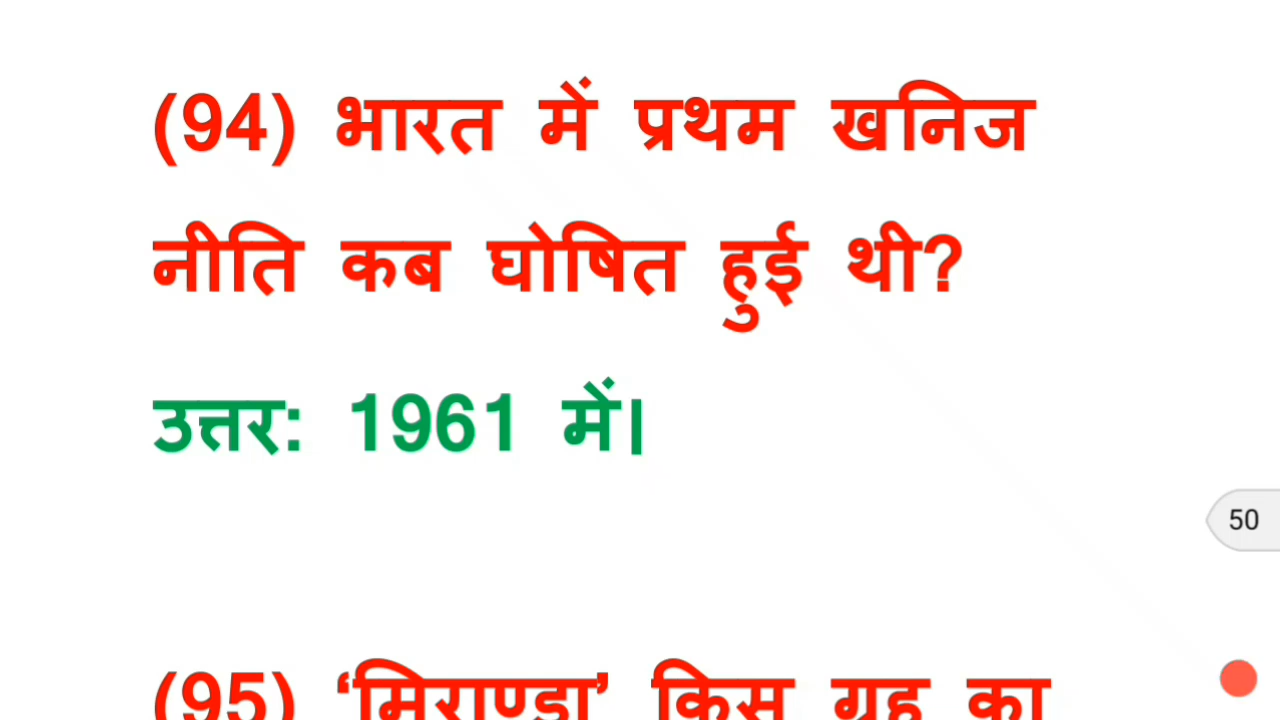 (94) भारत में प्रथम खनिज
नीति कब घोषित हुई थी?
उत्तर: 1961 में।
50
(95) ‘मिराण्डा’ किस ग्रह का